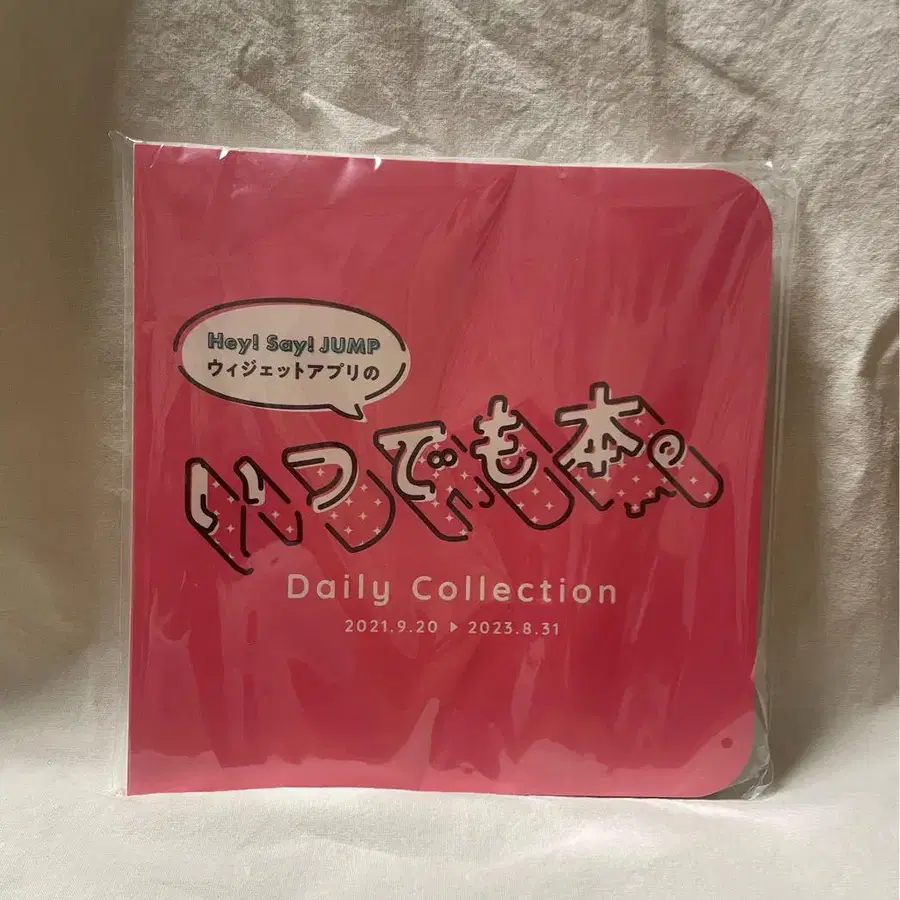 Hey! Say! JUMP
ウィジェットアプリの
いつでも本。
Daily Collection
2021.9.20 ▶ 2023.8.31